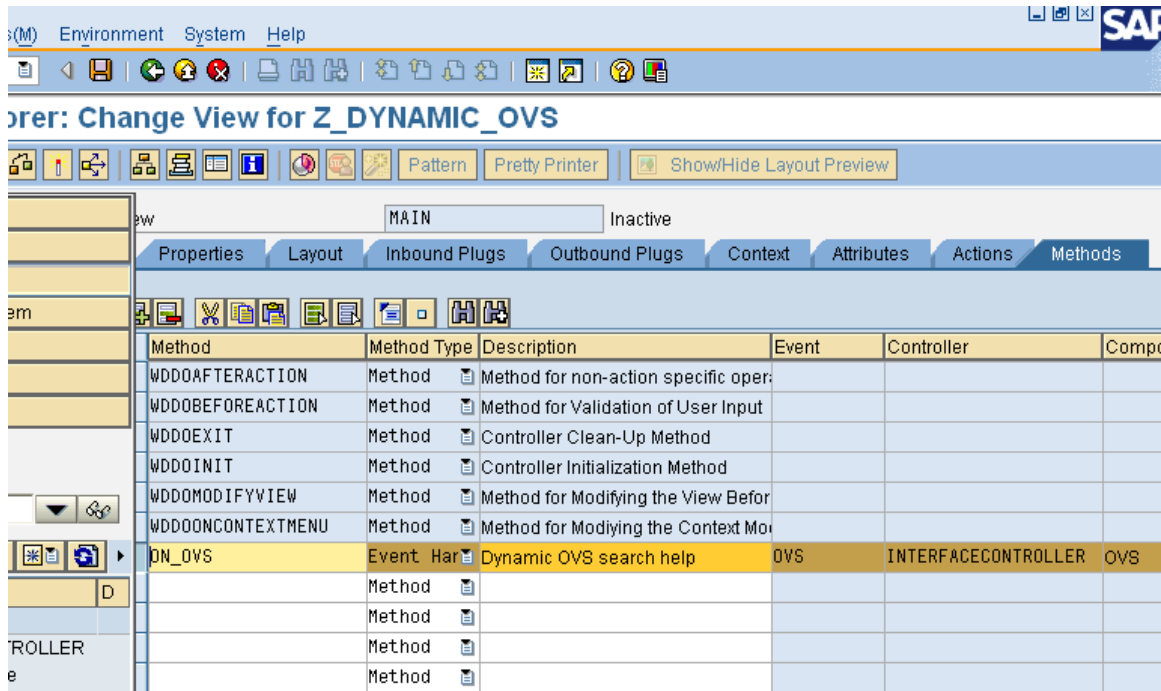 s(M) Environment System Help
SAP
orer: Change View for Z_DYNAMIC_OVS
Pattern Pretty Printer Show/Hide Layout Preview
ew MAIN Inactive
Properties Layout Inbound Plugs Outbound Plugs Context Attributes Actions Methods
em
Method Method Type Description Event Controller Compo
WDDOAFTERACTION Method Method for non-action specific opera
WDDOBEFOREACTION Method Method for Validation of User Input
WDDOEXIT Method Controller Clean-Up Method
WDDOINIT Method Controller Initialization Method
WDDOMODIFYVIEW Method Method for Modifying the View Befor
WDDOONCONTEXTMENU Method Method for Modiying the Context Mo
ON_OVS Event Har Dynamic OVS search help OVS INTERFACECONTROLLER OVS
D Method
Method
TROLLER Method
e Method